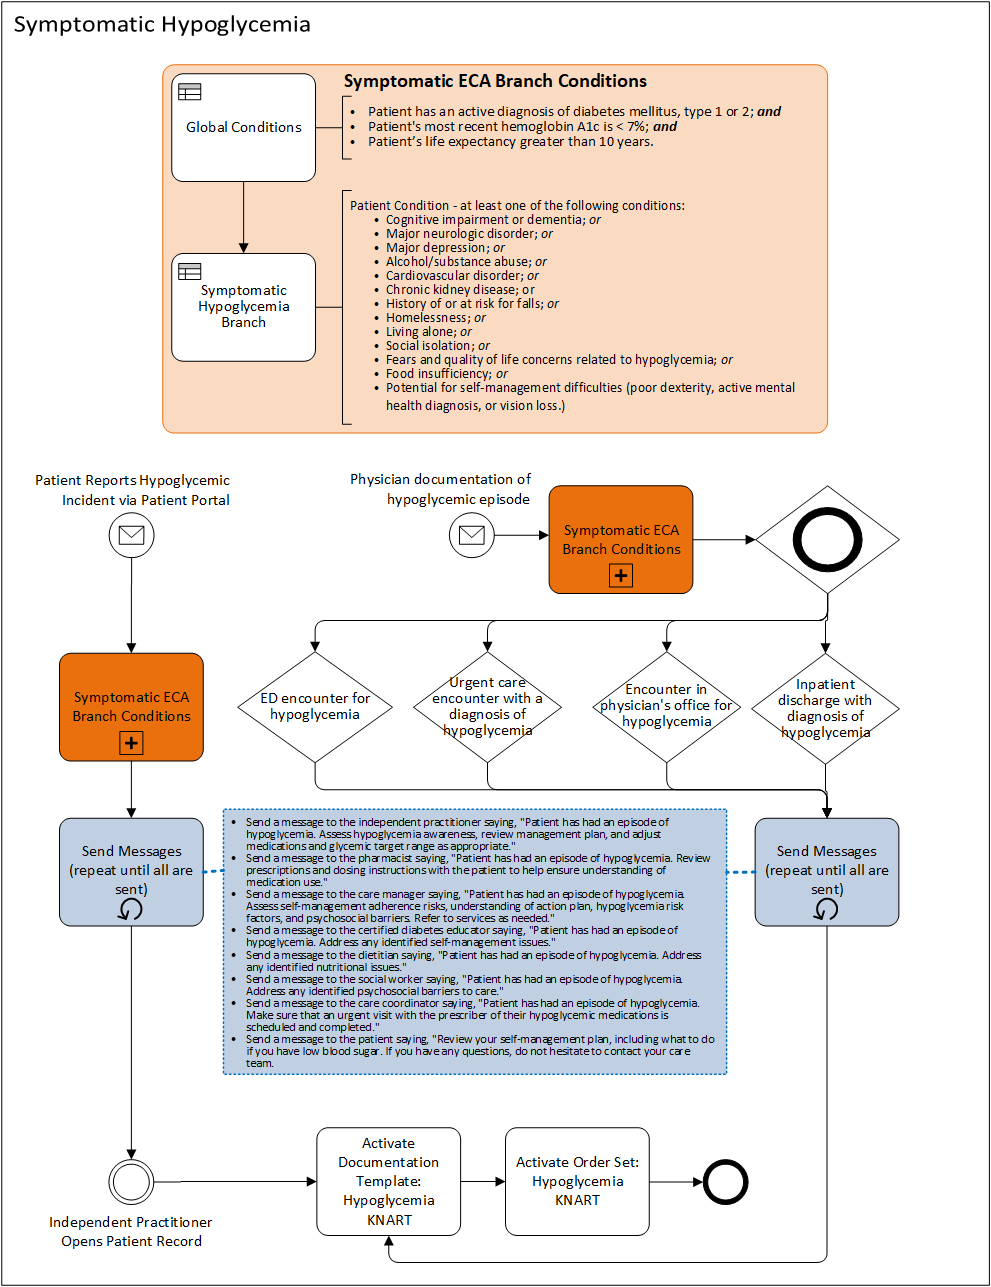 Symptomatic Hypoglycemia
Symptomatic ECA Branch Conditions
Global Conditions
• Patient has an active diagnosis of diabetes mellitus, type 1 or 2; and
• Patient's most recent hemoglobin A1c is < 7%; and
• Patient's life expectancy greater than 10 years.
Symptomatic
Hypoglycemia
Branch
Patient Condition - at least one of the following conditions:
• Cognitive impairment or dementia; or
• Major neurologic disorder; or
• Major depression; or
• Alcohol/substance abuse; or
• Cardiovascular disorder; or
• Chronic kidney disease; or
• History of or at risk for falls; or
• Homelessness; or
• Living alone; or
• Social isolation; or
• Fears and quality of life concerns related to hypoglycemia; or
• Food insufficiency; or
• Potential for self-management difficulties (poor dexterity, active mental
health diagnosis, or vision loss.)
Patient Reports Hypoglycemic
Incident via Patient Portal
Physician documentation of
hypoglycemic episode
Symptomatic ECA
Branch Conditions
Symptomatic ECA
Branch Conditions
ED encounter for
hypoglycemia
Urgent care
encounter with a
diagnosis of
hypoglycemia
Encounter in
physician's office for
hypoglycemia
Inpatient
discharge with
diagnosis of
hypoglycemia
Send Messages
(repeat until all are
sent)
• Send a message to the independent practitioner saying, "Patient has had an episode of
hypoglycemia. Assess hypoglycemia awareness, review management plan, and adjust
medications and glycemic target range as appropriate."
• Send a message to the pharmacist saying, "Patient has had an episode of hypoglycemia. Review
prescriptions and dosing instructions with the patient to help ensure understanding of
medication use."
• Send a message to the care manager saying, "Patient has had an episode of hypoglycemia.
Assess self-management adherence risks, understanding of action plan, hypoglycemia risk
factors, and psychosocial barriers. Refer to services as needed."
• Send a message to the certified diabetes educator saying, "Patient has had an episode of
hypoglycemia. Address any identified self-management issues."
• Send a message to the dietitian saying, "Patient has had an episode of hypoglycemia. Address
any identified nutritional issues."
• Send a message to the social worker saying, "Patient has had an episode of hypoglycemia.
Address any identified psychosocial barriers to care."
• Send a message to the care coordinator saying, "Patient has had an episode of hypoglycemia.
Make sure that an urgent visit with the prescriber of their hypoglycemic medications is
scheduled and completed."
• Send a message to the patient saying, "Review your self-management plan, including what to do
if you have low blood sugar. If you have any questions, do not hesitate to contact your care
team.
Send Messages
(repeat until all are
sent)
Independent Practitioner
Opens Patient Record
Activate
Documentation
Template:
Hypoglycemia
KNART
Activate Order Set:
Hypoglycemia
KNART